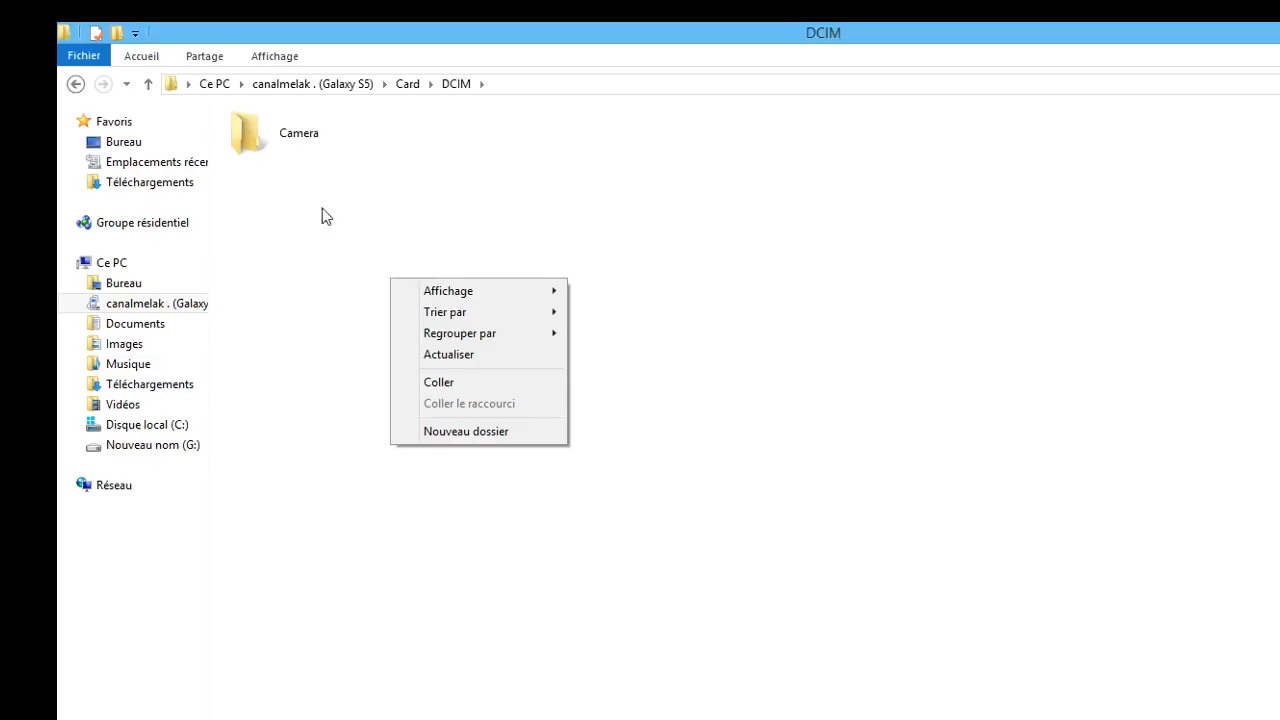 DCIM
Fichier Accueil Partage Affichage
Ce PC canalmelak . (Galaxy S5) Card DCIM
Favoris
Bureau
Emplacements récen
Téléchargements
Groupe résidentiel
Ce PC
Bureau
canalmelak . (Galaxy
Documents
Images
Musique
Téléchargements
Vidéos
Disque local (C:)
Nouveau nom (G:)
Réseau
Camera
Affichage
Trier par
Regrouper par
Actualiser
Coller
Coller le raccourci
Nouveau dossier